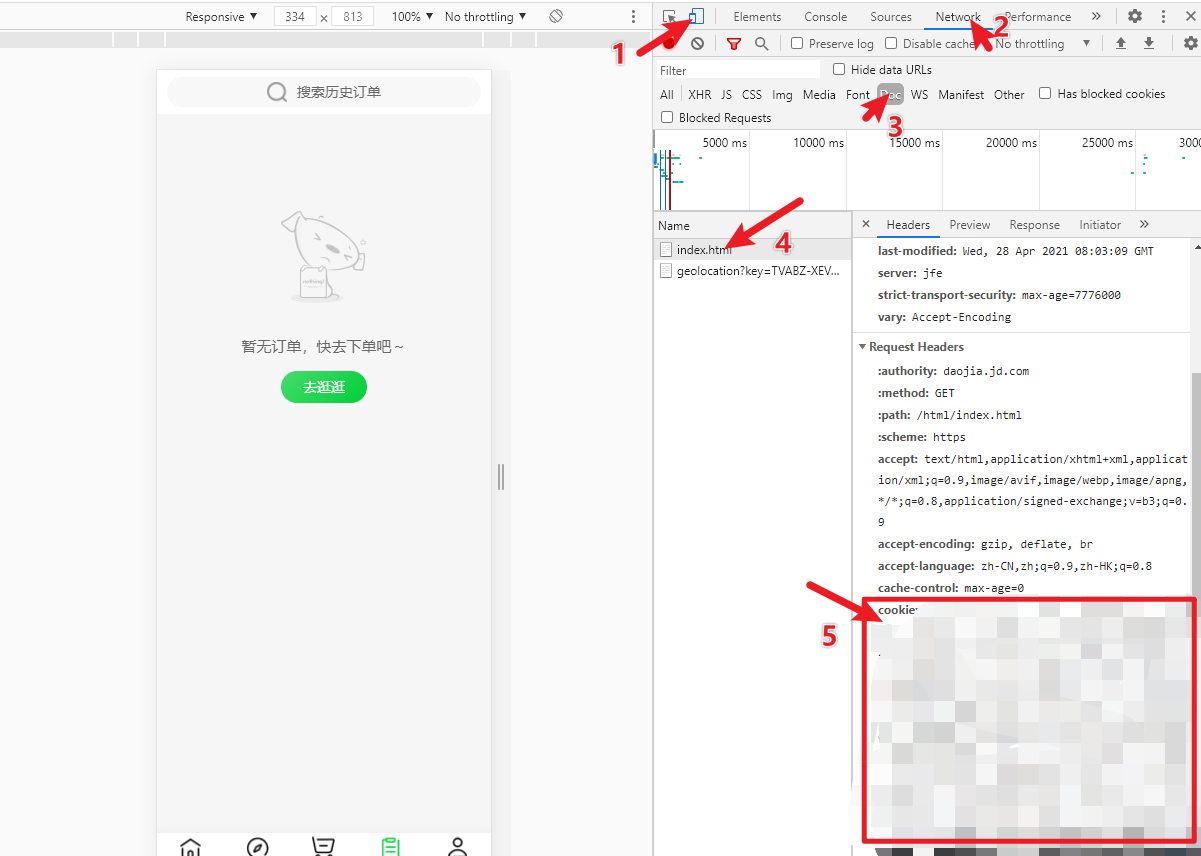 Responsive ▼ 334 × 813 100% ▼ No throttling ▼
搜索历史订单
暂无订单，快去下单吧～
去逛逛
Elements Console Sources Network Performance »
1
2
Preserve log Disable cache No throttling ▼
Filter Hide data URLs
All XHR JS CSS Img Media Font Doc WS Manifest Other Has blocked cookies
3
Blocked Requests
5000 ms 10000 ms 15000 ms 20000 ms 25000 ms 3000
Name
index.html
4
geolocation?key=TVABZ-XEV...
× Headers Preview Response Initiator »
last-modified: Wed, 28 Apr 2021 08:03:09 GMT
server: jfe
strict-transport-security: max-age=7776000
vary: Accept-Encoding
Request Headers
:authority: daojia.jd.com
:method: GET
:path: /html/index.html
:scheme: https
accept: text/html,application/xhtml+xml,applicat
ion/xml;q=0.9,image/avif,image/webp,image/apng,
*/*;q=0.8,application/signed-exchange;v=b3;q=0.
9
accept-encoding: gzip, deflate, br
accept-language: zh-CN,zh;q=0.9,zh-HK;q=0.8
cache-control: max-age=0
cookie:
5